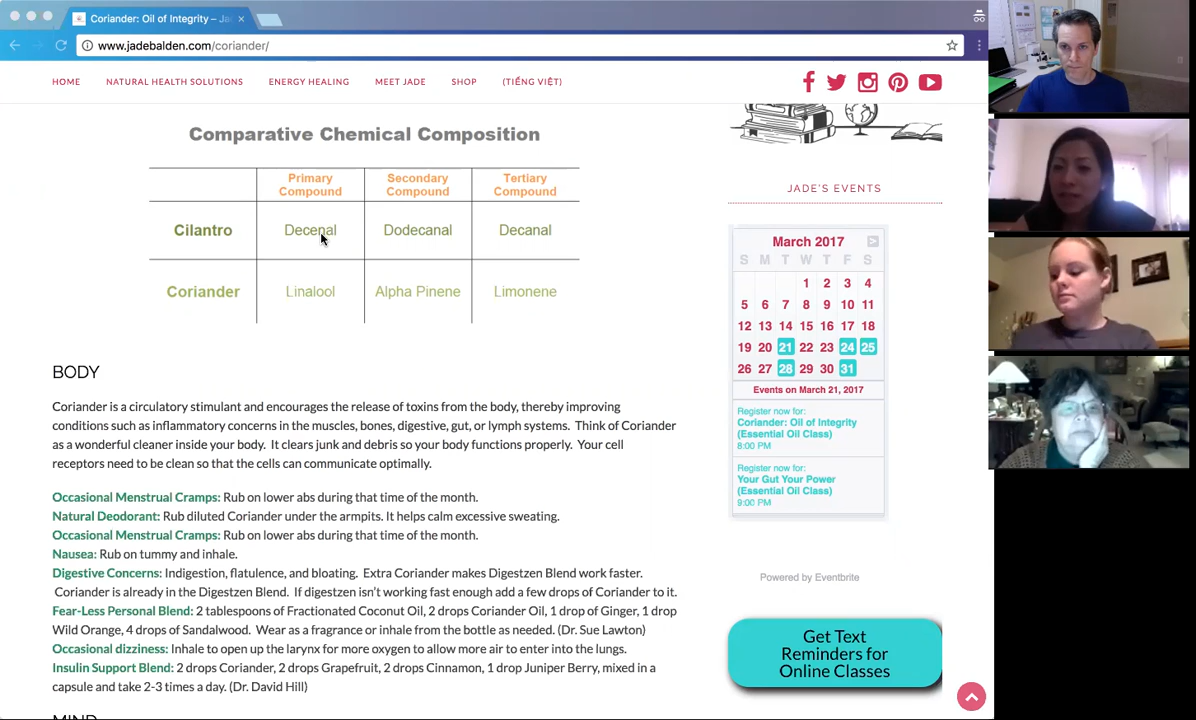 Coriander: Oil of Integrity – Ja
www.jadebalden.com/coriander/
HOME NATURAL HEALTH SOLUTIONS ENERGY HEALING MEET JADE SHOP (TIẾNG VIỆT)
Comparative Chemical Composition
Primary Compound Secondary Compound Tertiary Compound
Cilantro Decenal Dodecanal Decanal
Coriander Linalool Alpha Pinene Limonene
BODY
Coriander is a circulatory stimulant and encourages the release of toxins from the body, thereby improving
conditions such as inflammatory concerns in the muscles, bones, digestive, gut, or lymph systems. Think of Coriander
as a wonderful cleaner inside your body. It clears junk and debris so your body functions properly. Your cell
receptors need to be clean so that the cells can communicate optimally.
Occasional Menstrual Cramps: Rub on lower abs during that time of the month.
Natural Deodorant: Rub diluted Coriander under the armpits. It helps calm excessive sweating.
Occasional Menstrual Cramps: Rub on lower abs during that time of the month.
Nausea: Rub on tummy and inhale.
Digestive Concerns: Indigestion, flatulence, and bloating. Extra Coriander makes Digestzen Blend work faster.
Coriander is already in the Digestzen Blend. If digestzen isn't working fast enough add a few drops of Coriander to it.
Fear-Less Personal Blend: 2 tablespoons of Fractionated Coconut Oil, 2 drops Coriander Oil, 1 drop of Ginger, 1 drop
Wild Orange, 4 drops of Sandalwood. Wear as a fragrance or inhale from the bottle as needed. (Dr. Sue Lawton)
Occasional dizziness: Inhale to open up the larynx for more oxygen to allow more air to enter into the lungs.
Insulin Support Blend: 2 drops Coriander, 2 drops Grapefruit, 2 drops Cinnamon, 1 drop Juniper Berry, mixed in a
capsule and take 2-3 times a day. (Dr. David Hill)
MIND
JADE'S EVENTS
March 2017 >
S M T W T F S
1 2 3 4
5 6 7 8 9 10 11
12 13 14 15 16 17 18
19 20 21 22 23 24 25
26 27 28 29 30 31
Events on March 21, 2017
Register now for:
Coriander: Oil of Integrity
(Essential Oil Class)
8:00 PM
Register now for:
Your Gut Your Power
(Essential Oil Class)
9:00 PM
Powered by Eventbrite
Get Text
Reminders for
Online Classes